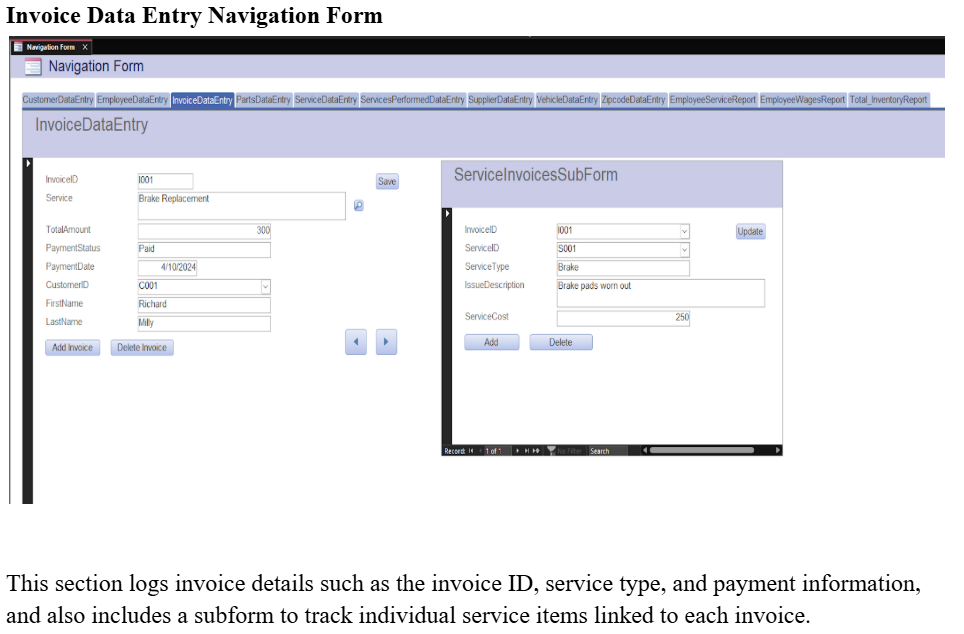 Invoice Data Entry Navigation Form
Navigation Form X
Navigation Form
CustomerDataEntry EmployeeDataEntry InvoiceDataEntry PartsDataEntry ServiceDataEntry ServicesPerformedDataEntry SupplierDataEntry VehicleDataEntry ZipcodeDataEntry EmployeeServiceReport EmployeeWagesReport Total_InventoryReport
InvoiceDataEntry
InvoiceID I001
Save
Service Brake Replacement
TotalAmount 300
PaymentStatus Paid
PaymentDate 4/10/2024
CustomerID C001
FirstName Richard
LastName Milly
Add Invoice Delete Invoice
ServiceInvoicesSubForm
InvoiceID I001
Update
ServiceID S001
ServiceType Brake
IssueDescription Brake pads worn out
ServiceCost 250
Add Delete
Record: 1 of 1 No Filter Search
This section logs invoice details such as the invoice ID, service type, and payment information,
and also includes a subform to track individual service items linked to each invoice.